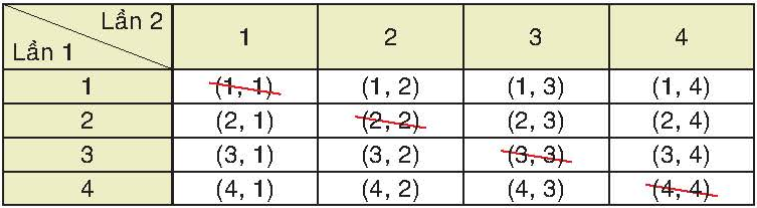 Lần 2
Lần 1
1 2 3 4
1 (1, 1) (1, 2) (1, 3) (1, 4)
2 (2, 1) (2, 2) (2, 3) (2, 4)
3 (3, 1) (3, 2) (3, 3) (3, 4)
4 (4, 1) (4, 2) (4, 3) (4, 4)